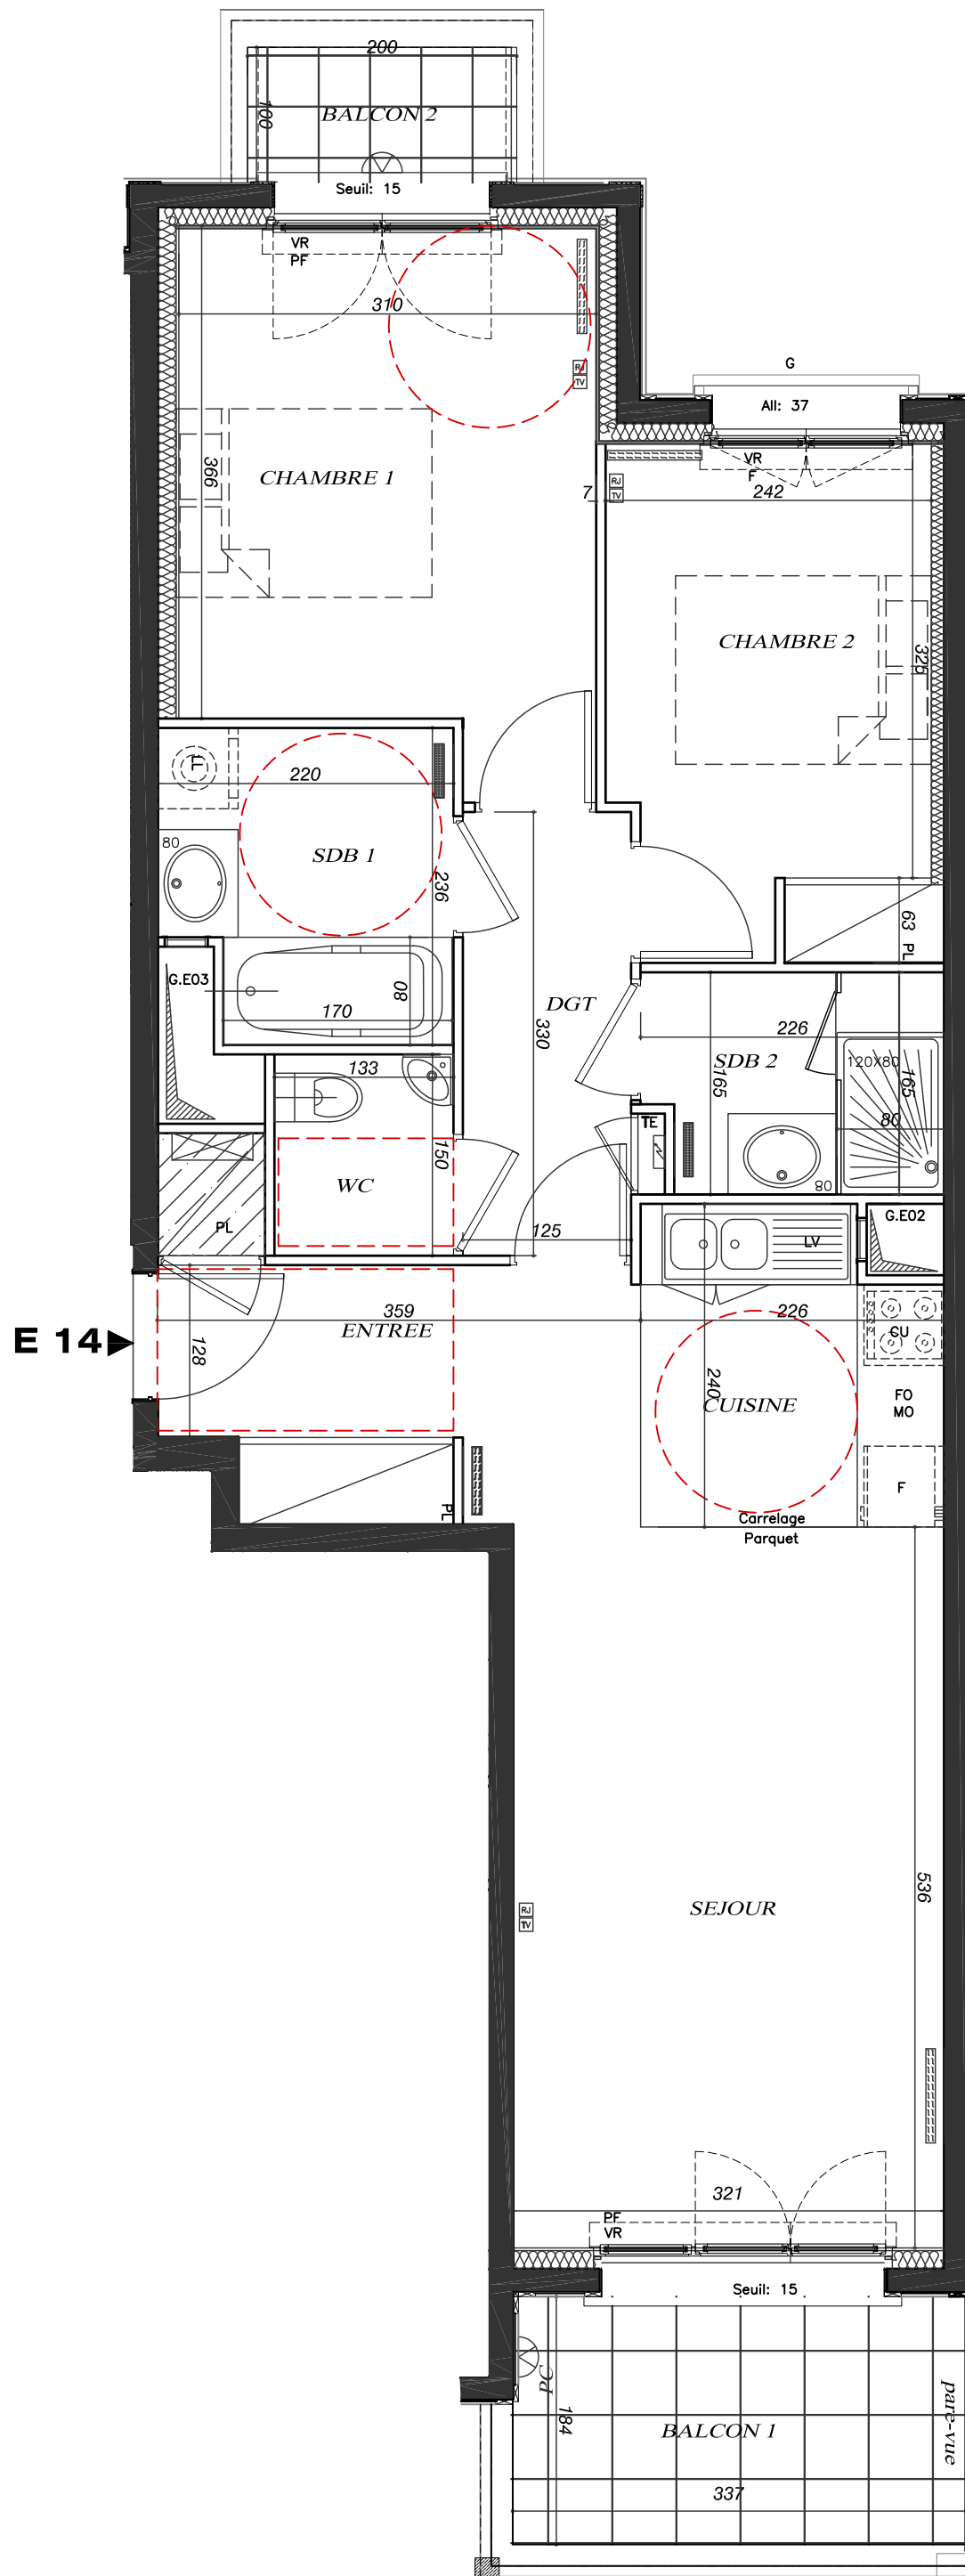 200
100
BALCON 2
Seuil: 15
VR
PF
310
RJ
TV
G
All: 37
366
CHAMBRE 1
7
RJ
TV
VR
F
242
CHAMBRE 2
325
LL
220
80
SDB 1
236
63
PL
G.E03
80
170
DGT
330
226
SDB 2
165
120X80
165
80
133
TE
150
WC
80
PL
125
LV
G.E02
E 14
359
ENTREE
128
226
CU
240
CUISINE
FO
MO
F
PL
Carrelage
Parquet
536
SEJOUR
RJ
TV
321
PF
VR
Seuil: 15
PC
184
BALCON 1
pare-vue
337